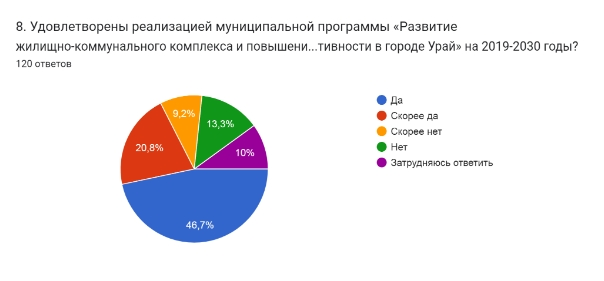 8. Удовлетворены реализацией муниципальной программы «Развитие
жилищно-коммунального комплекса и повышени...тивности в городе Урай» на 2019-2030 годы?
120 ответов
Да
Скорее да
Скорее нет
Нет
Затрудняюсь ответить
9,2%
13,3%
20,8%
10%
46,7%